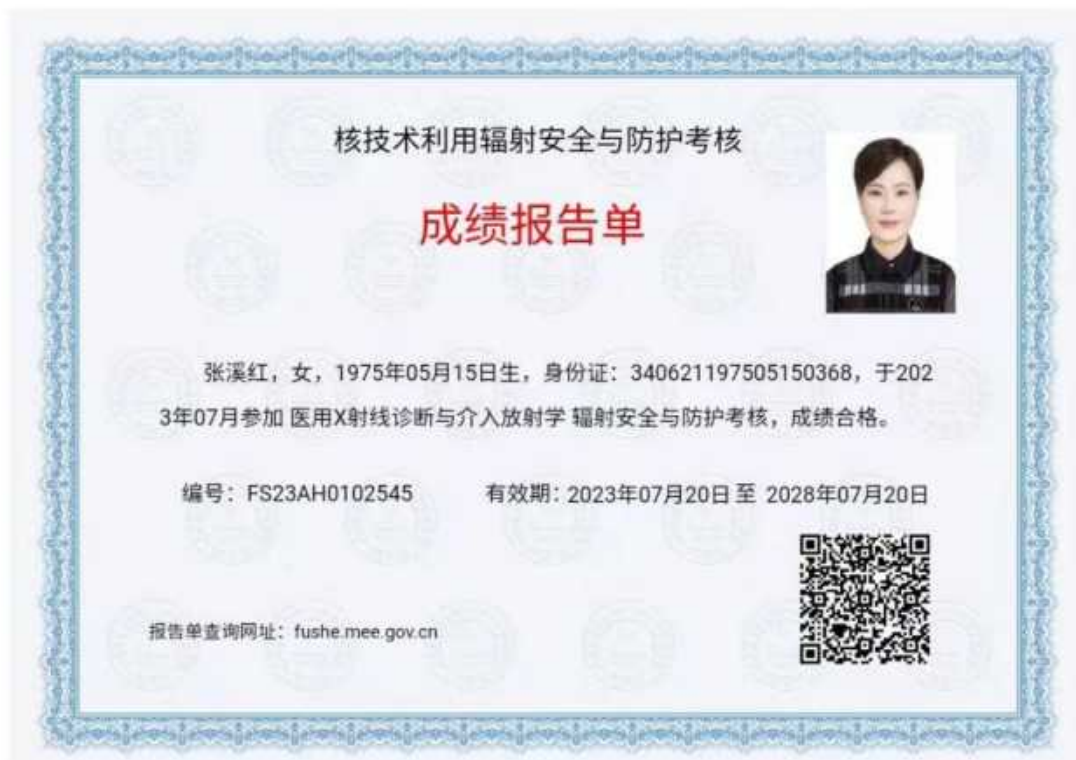 核技术利用辐射安全与防护考核
成绩报告单
张溪红，女，1975年05月15日生，身份证：340621197505150368，于202
3年07月参加 医用X射线诊断与介入放射学 辐射安全与防护考核，成绩合格。
编号：FS23AH0102545 有效期：2023年07月20日至 2028年07月20日
报告单查询网址：fushe.mee.gov.cn